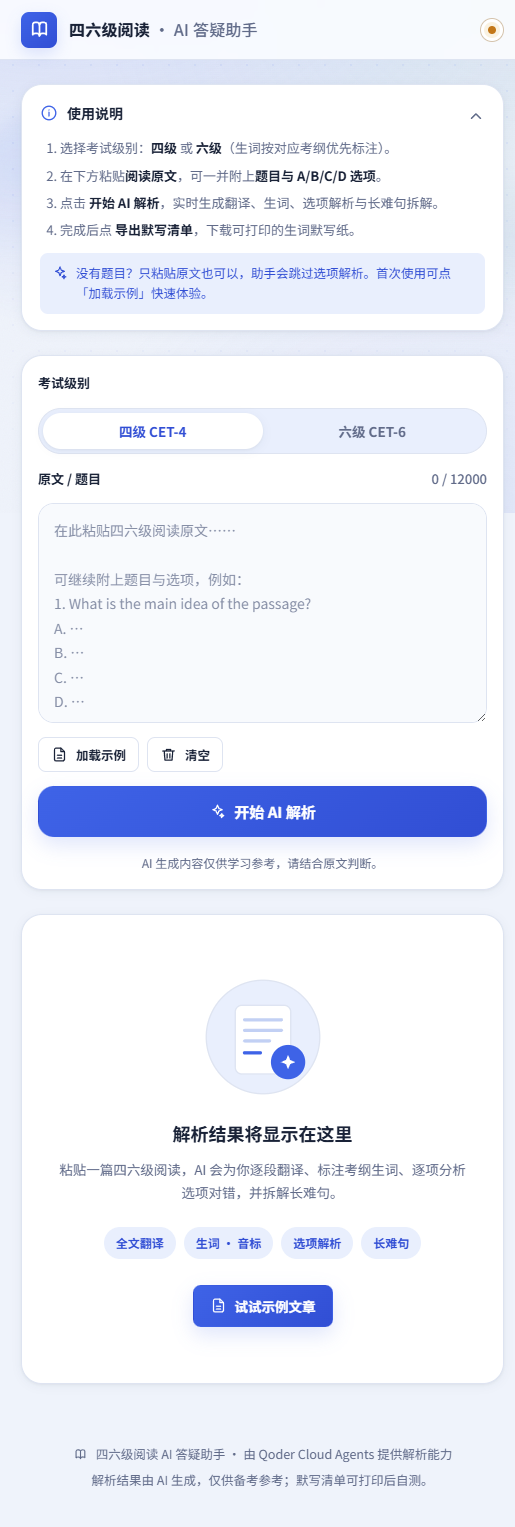 四六级阅读 · AI 答疑助手
使用说明
1. 选择考试级别：四级 或 六级（生词按对应考纲优先标注）。
2. 在下方粘贴阅读原文，可一并附上题目与 A/B/C/D 选项。
3. 点击 开始 AI 解析，实时生成翻译、生词、选项解析与长难句拆解。
4. 完成后点 导出默写清单，下载可打印的生词默写纸。
没有题目？只粘贴原文也可以，助手会跳过选项解析。首次使用可点
「加载示例」快速体验。
考试级别
四级 CET-4 六级 CET-6
原文 / 题目 0 / 12000
在此粘贴四六级阅读原文……
可继续附上题目与选项，例如：
1. What is the main idea of the passage?
A. …
B. …
C. …
D. …
加载示例 清空
开始 AI 解析
AI 生成内容仅供学习参考，请结合原文判断。
解析结果将显示在这里
粘贴一篇四六级阅读，AI 会为你逐段翻译、标注考纲生词、逐项分析
选项对错，并拆解长难句。
全文翻译 生词 · 音标 选项解析 长难句
试试示例文章
四六级阅读 AI 答疑助手 · 由 Qoder Cloud Agents 提供解析能力
解析结果由 AI 生成，仅供备考参考；默写清单可打印后自测。